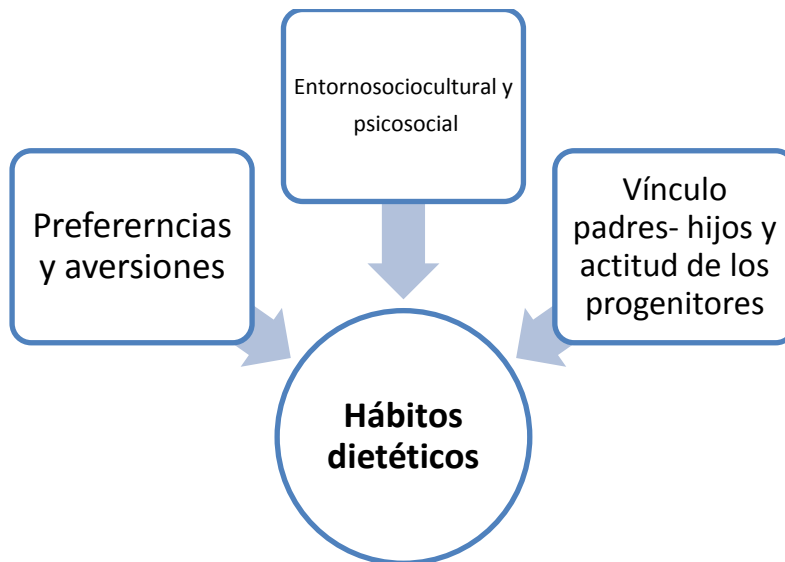 Entornosociocultural y
psicosocial
Prefererncias
y aversiones
Vínculo
padres- hijos y
actitud de los
progenitores
Hábitos
dietéticos